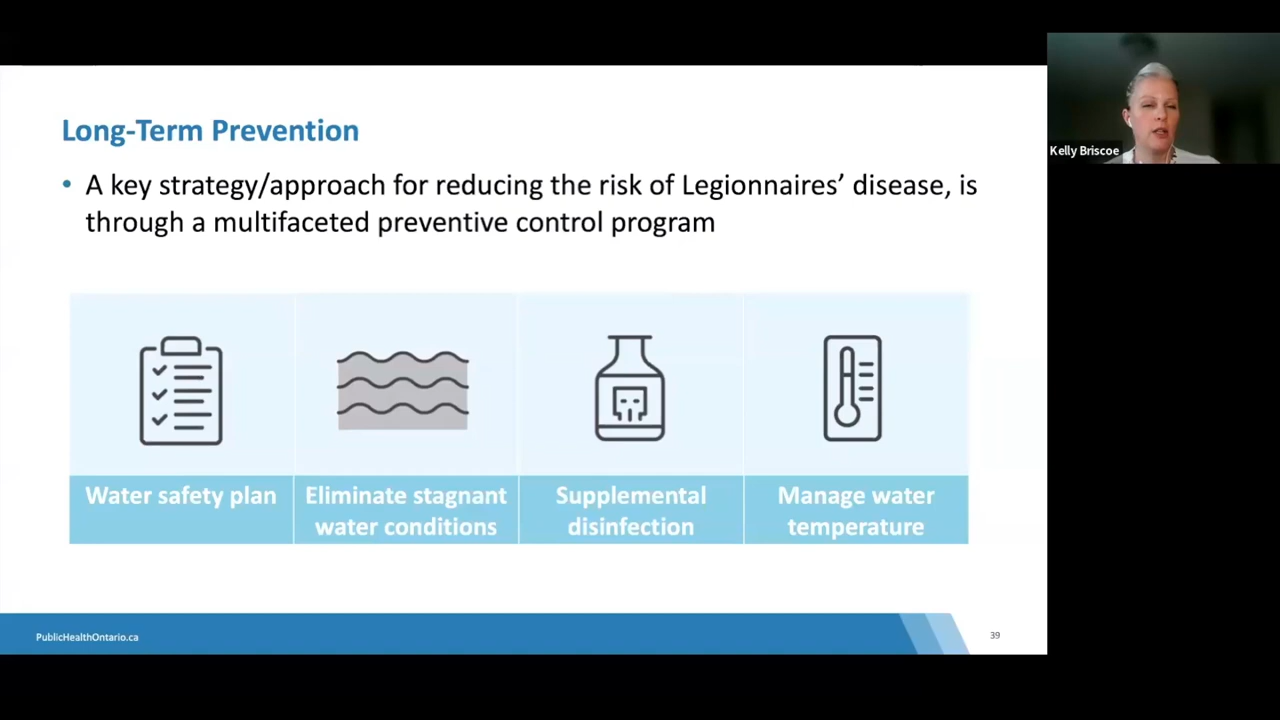 Long-Term Prevention
• A key strategy/approach for reducing the risk of Legionnaires’ disease, is
through a multifaceted preventive control program
Water safety plan
Eliminate stagnant
water conditions
Supplemental
disinfection
Manage water
temperature
PublicHealthOntario.ca
39
Kelly Briscoe